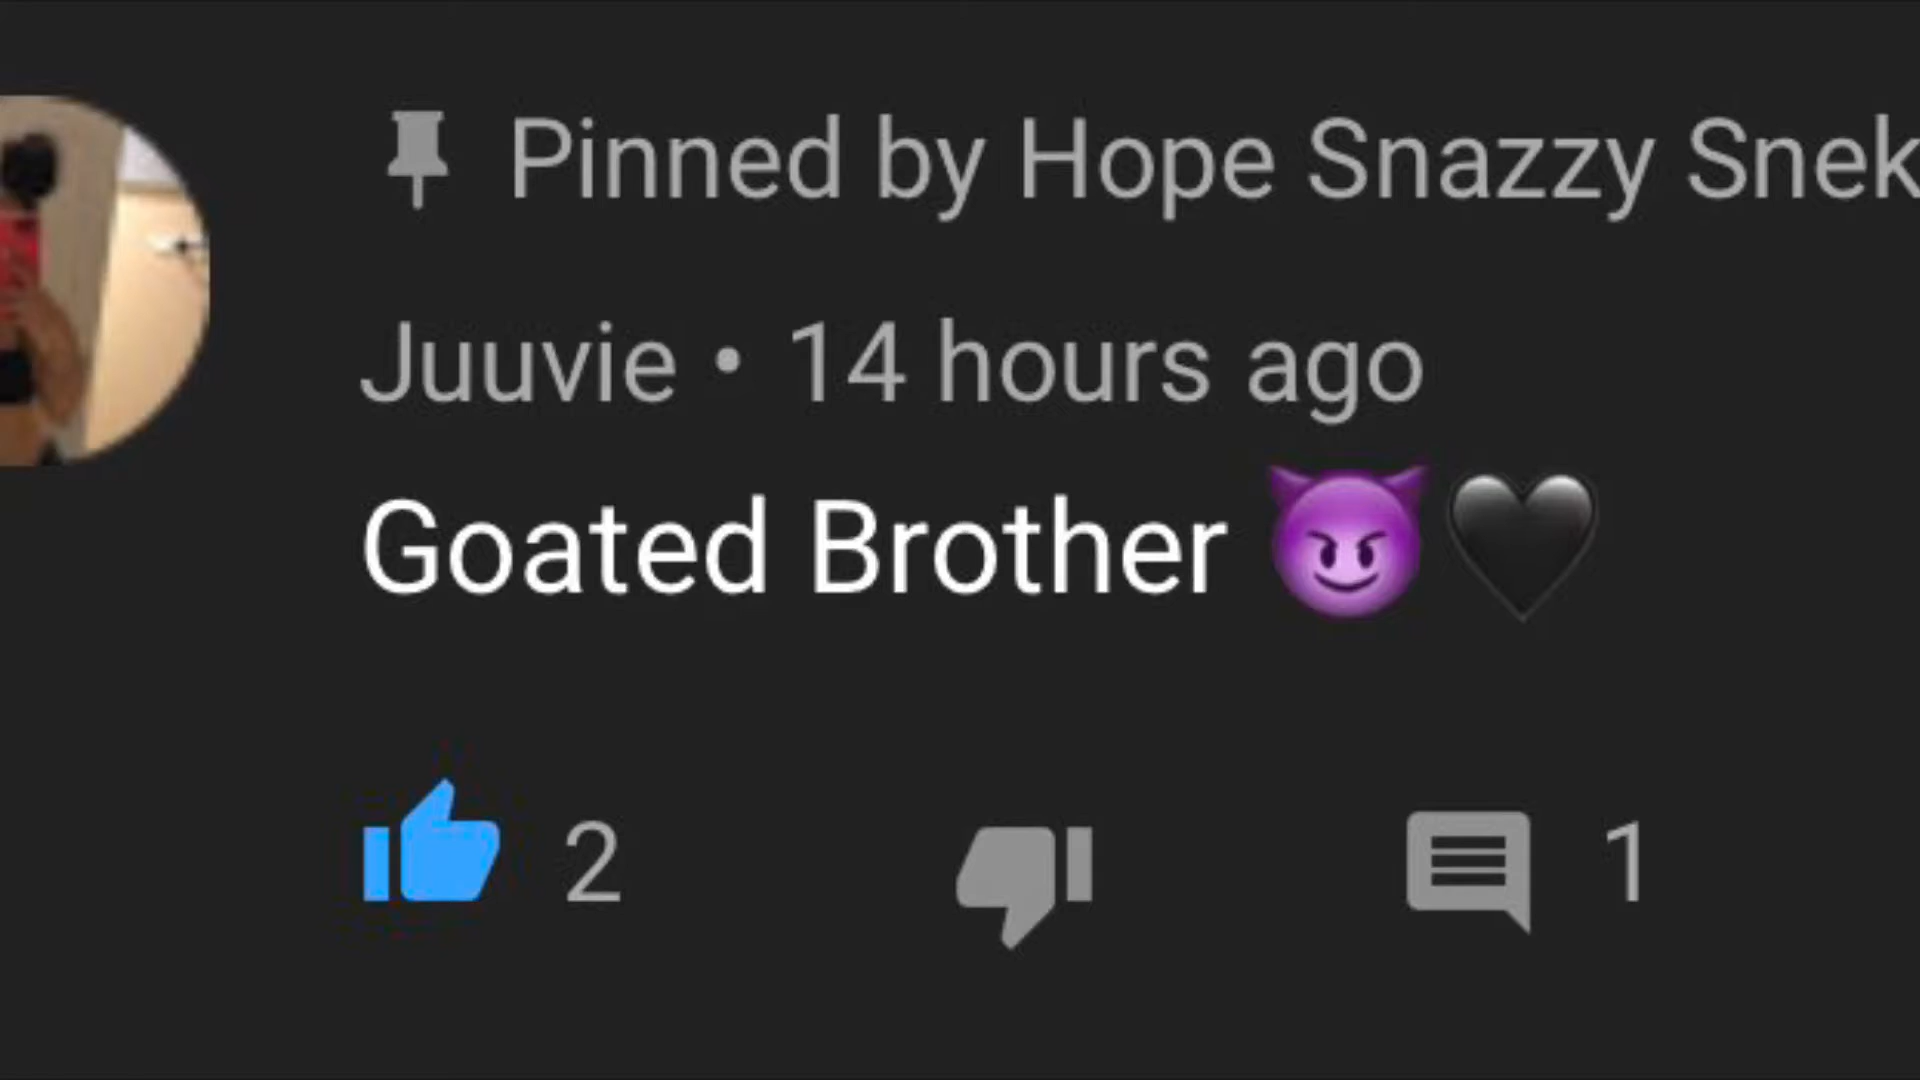 Pinned by Hope Snazzy Snek
Juuvie • 14 hours ago
Goated Brother 😈🖤
2 1